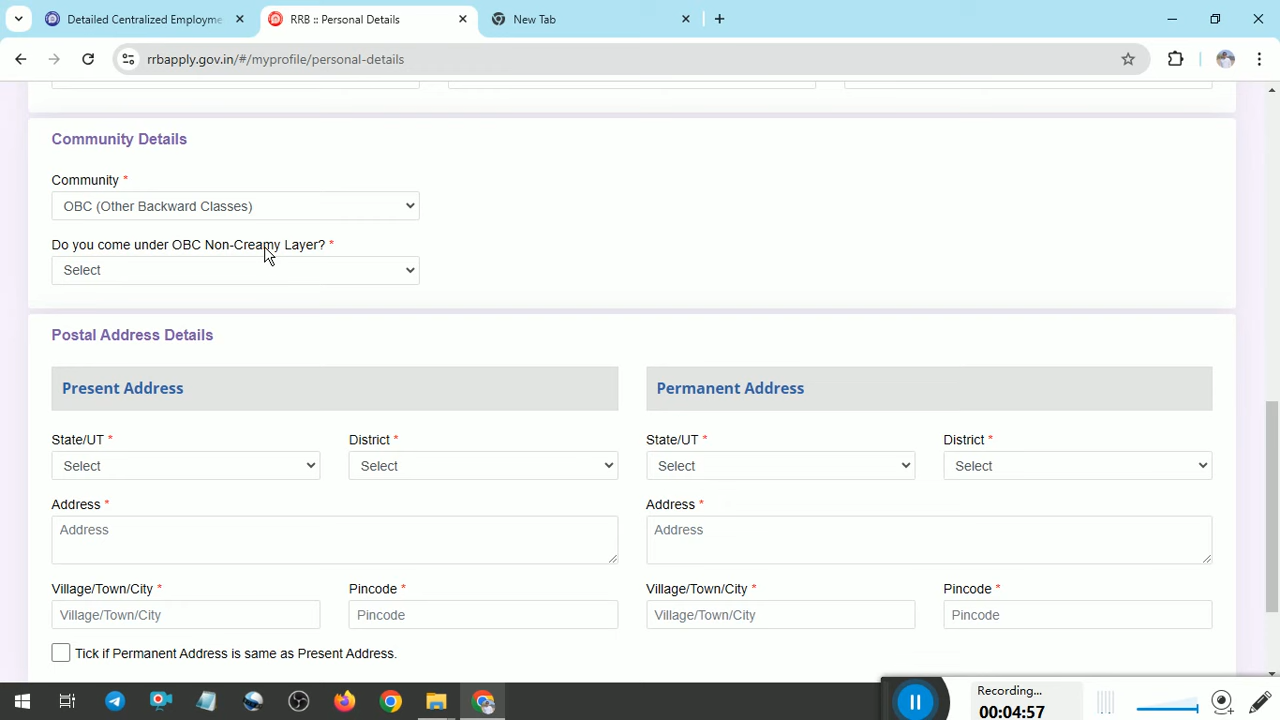 Detailed Centralized Employme
RRB :: Personal Details
New Tab
rrbapply.gov.in/#/myprofile/personal-details
Community Details
Community *
OBC (Other Backward Classes)
Do you come under OBC Non-Creamy Layer? *
Select
Postal Address Details
Present Address
Permanent Address
State/UT * District * State/UT * District *
Select Select Select Select
Address * Address *
Address Address
Village/Town/City * Pincode * Village/Town/City * Pincode *
Village/Town/City Pincode Village/Town/City Pincode
Tick if Permanent Address is same as Present Address.
Recording...
00:04:57